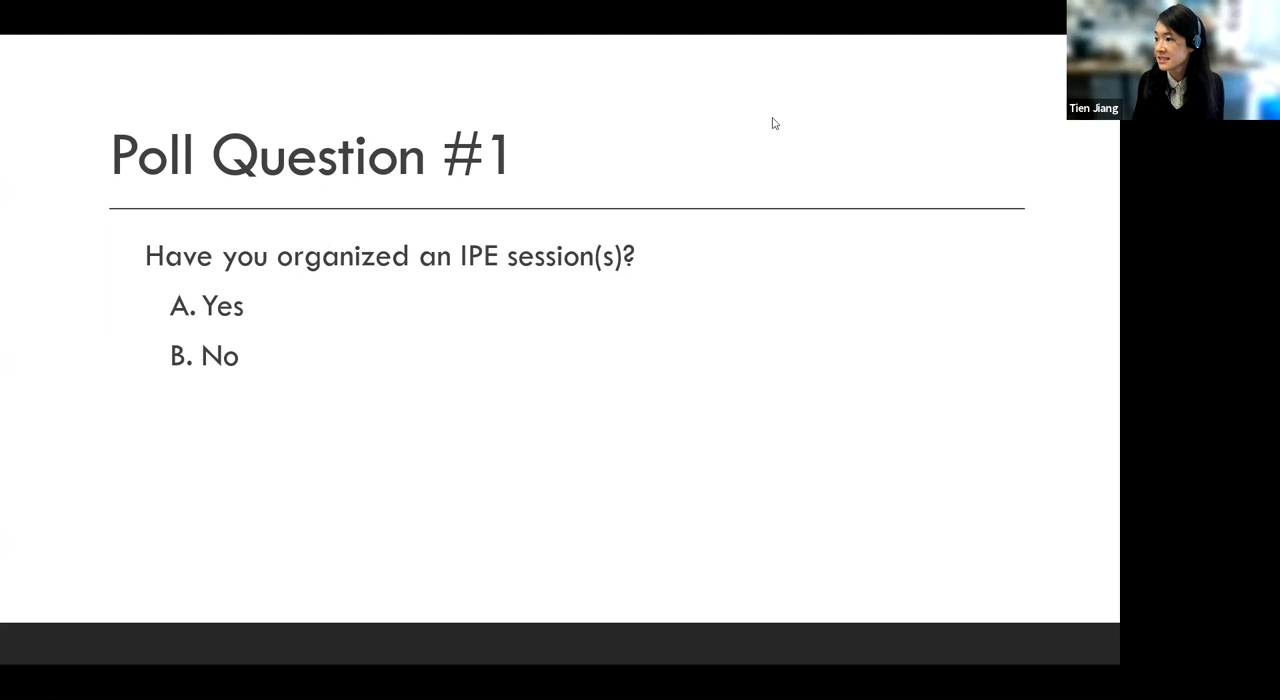 Poll Question #1
Have you organized an IPE session(s)?
A. Yes
B. No
Tien Jiang